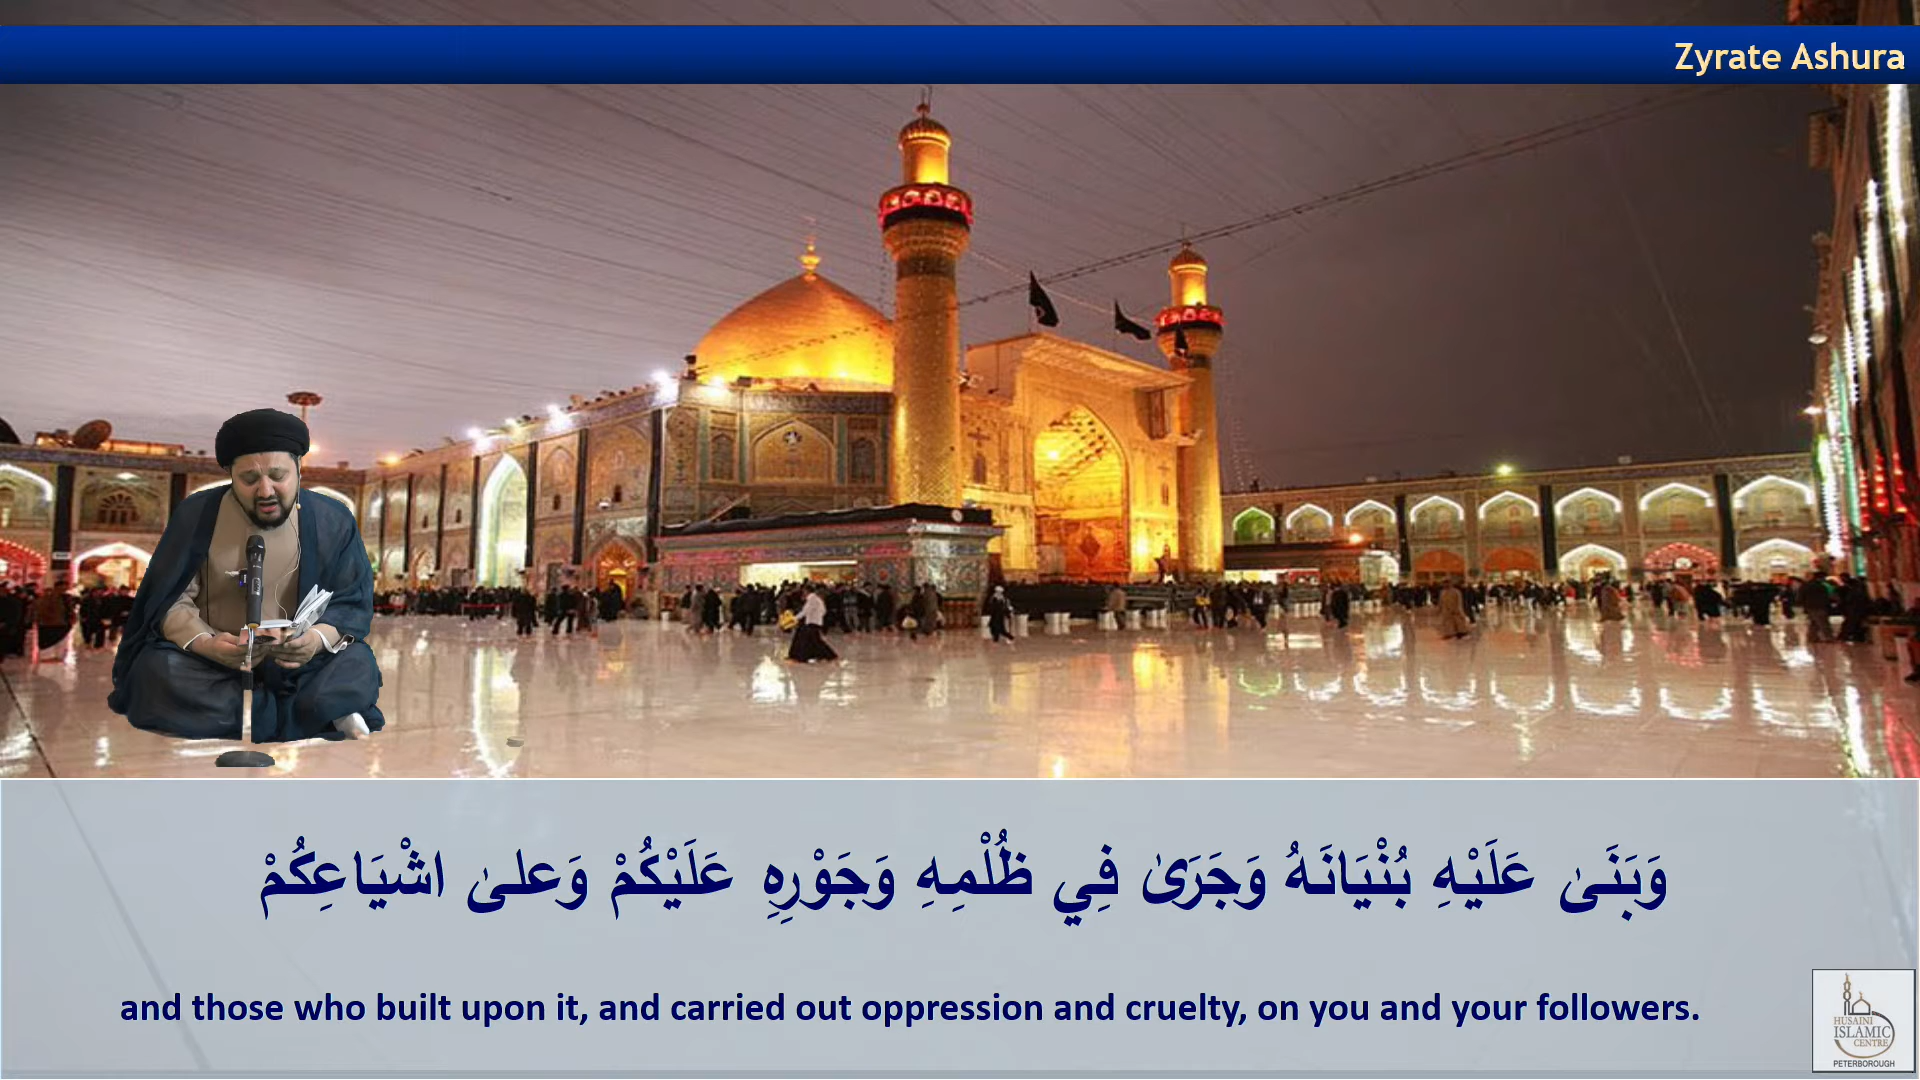 Zyrate Ashura
وَبَنَىٰ عَلَيْهِ بُنْيَانَهُ وَجَرَىٰ فِي ظُلْمِهِ وَجَوْرِهِ عَلَيْكُمْ وَعلىٰ اشْيَاعِكُمْ
and those who built upon it, and carried out oppression and cruelty, on you and your followers.
HUSAINI
ISLAMIC
CENTRE
PETERBOROUGH